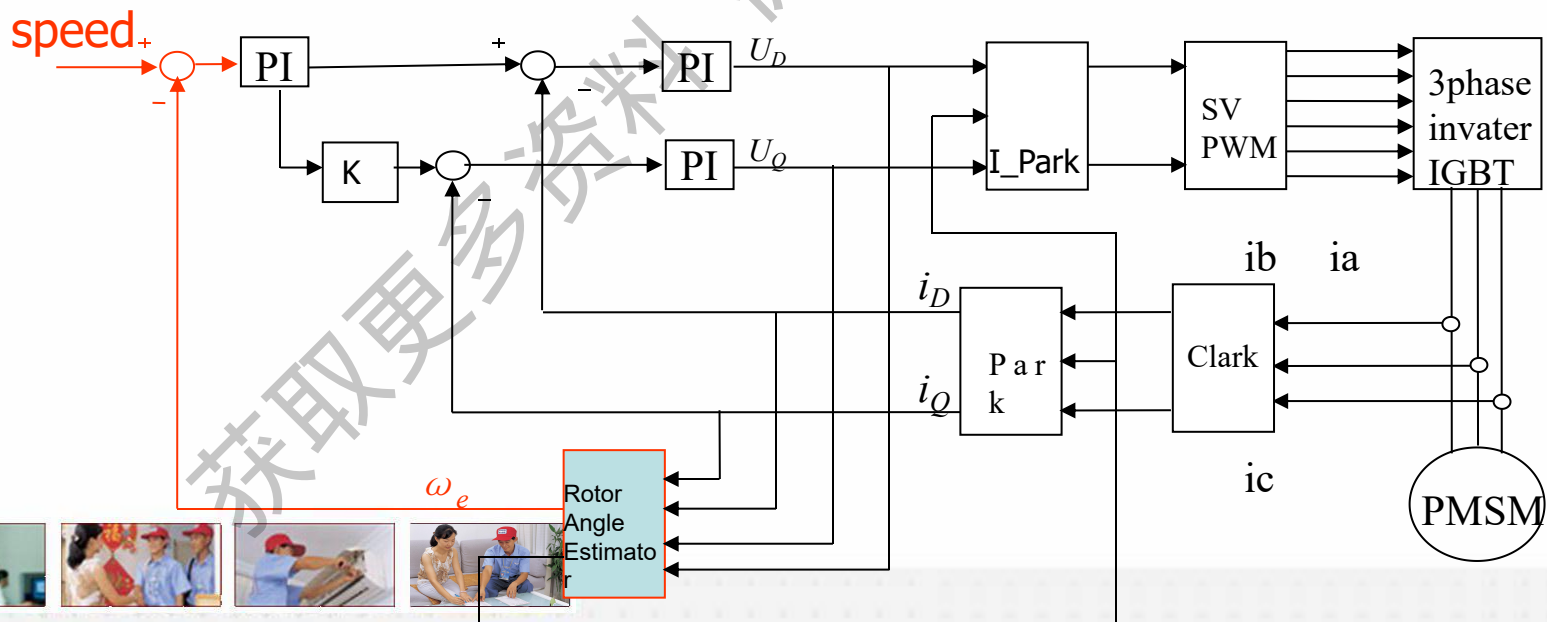 speed
+
−
PI
K
+
−
−
PI
U_D
PI
U_Q
I_Park
SV
PWM
3phase
invater
IGBT
ib
ia
i_D
i_Q
Par
k
Clark
ic
PMSM
ω_e
Rotor
Angle
Estimato
r
获取更多资料